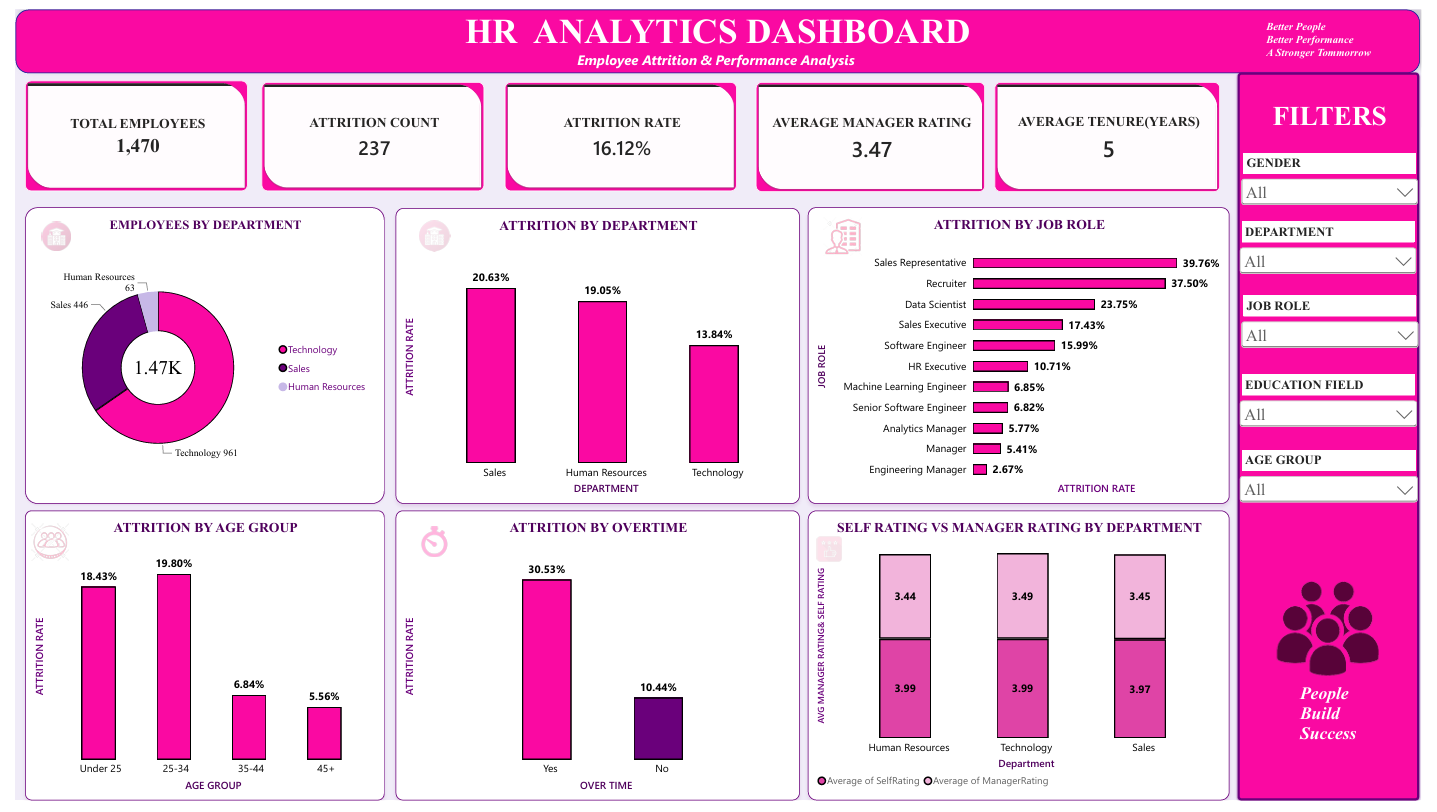 HR ANALYTICS DASHBOARD
Employee Attrition & Performance Analysis
Better People
Better Performance
A Stronger Tommorrow
TOTAL EMPLOYEES
1,470
ATTRITION COUNT
237
ATTRITION RATE
16.12%
AVERAGE MANAGER RATING
3.47
AVERAGE TENURE(YEARS)
5
FILTERS
GENDER
All
DEPARTMENT
All
JOB ROLE
All
EDUCATION FIELD
All
AGE GROUP
All
People
Build
Success
EMPLOYEES BY DEPARTMENT
Human Resources
63
Sales 446
1.47K
Technology 961
Technology
Sales
Human Resources
ATTRITION BY DEPARTMENT
ATTRITION RATE
20.63%
19.05%
13.84%
Sales
Human Resources
Technology
DEPARTMENT
ATTRITION BY JOB ROLE
JOB ROLE
Sales Representative 39.76%
Recruiter 37.50%
Data Scientist 23.75%
Sales Executive 17.43%
Software Engineer 15.99%
HR Executive 10.71%
Machine Learning Engineer 6.85%
Senior Software Engineer 6.82%
Analytics Manager 5.77%
Manager 5.41%
Engineering Manager 2.67%
ATTRITION RATE
ATTRITION BY AGE GROUP
ATTRITION RATE
18.43%
19.80%
6.84%
5.56%
Under 25
25-34
35-44
45+
AGE GROUP
ATTRITION BY OVERTIME
ATTRITION RATE
30.53%
10.44%
Yes
No
OVER TIME
SELF RATING VS MANAGER RATING BY DEPARTMENT
AVG MANAGER RATING& SELF RATING
3.44
3.49
3.45
3.99
3.99
3.97
Human Resources
Technology
Sales
Department
Average of SelfRating
Average of ManagerRating